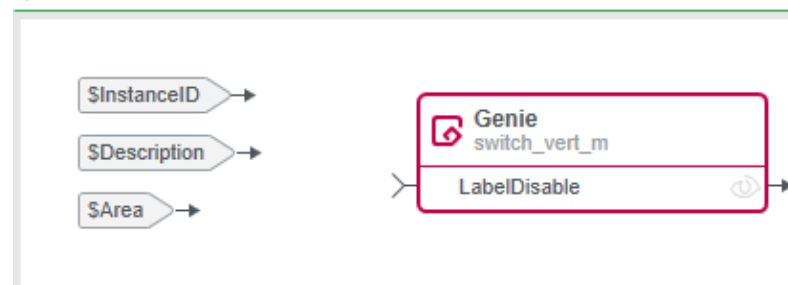 $InstanceID
$Description
$Area
Genie
switch_vert_m
LabelDisable